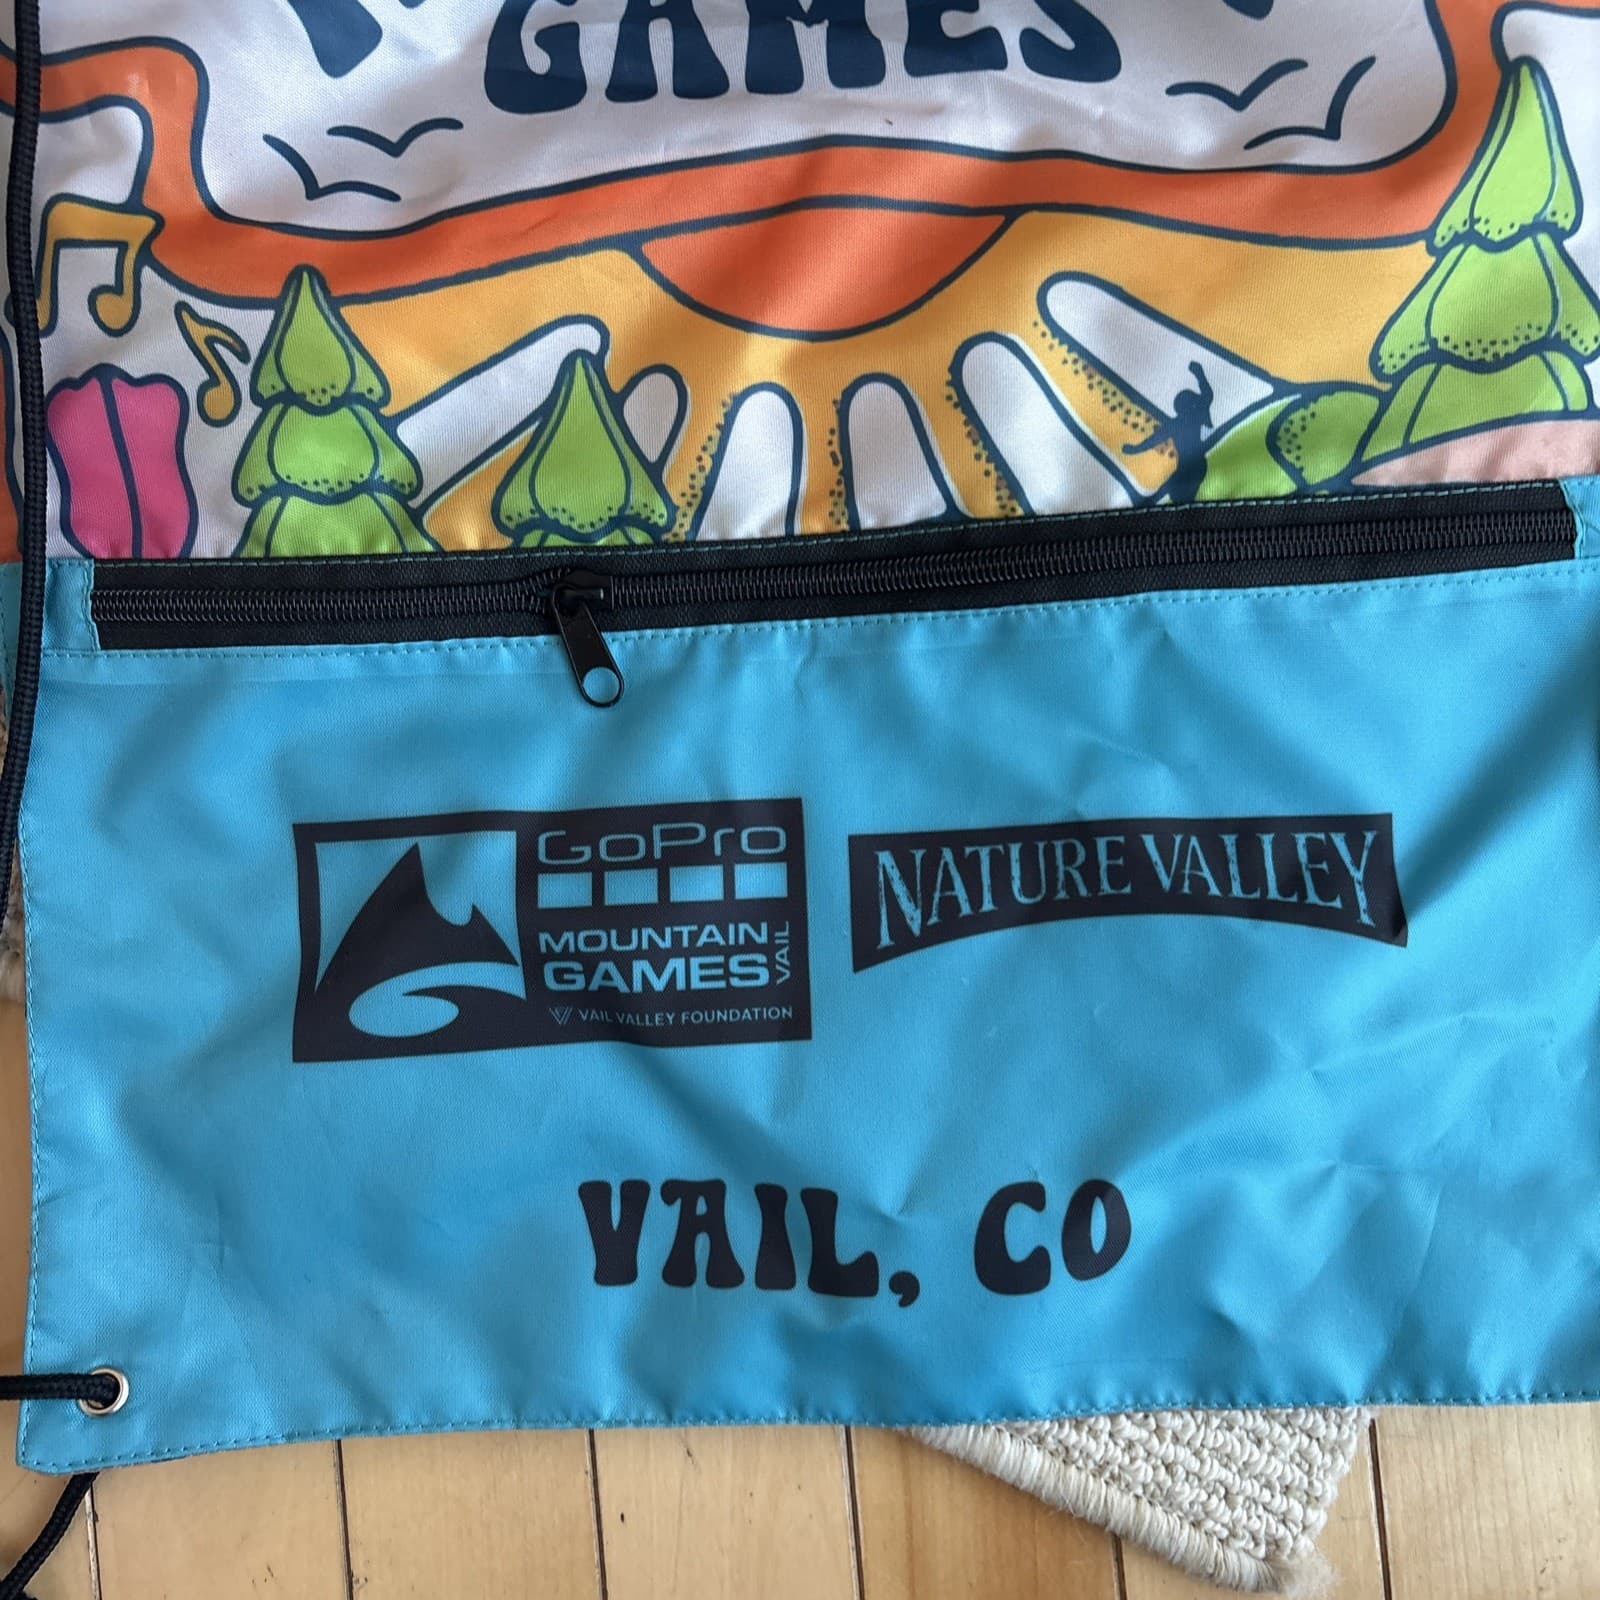 GAMES
GoPro
MOUNTAIN
GAMES
VAIL
VAIL VALLEY FOUNDATION
NATURE VALLEY
VAIL, CO